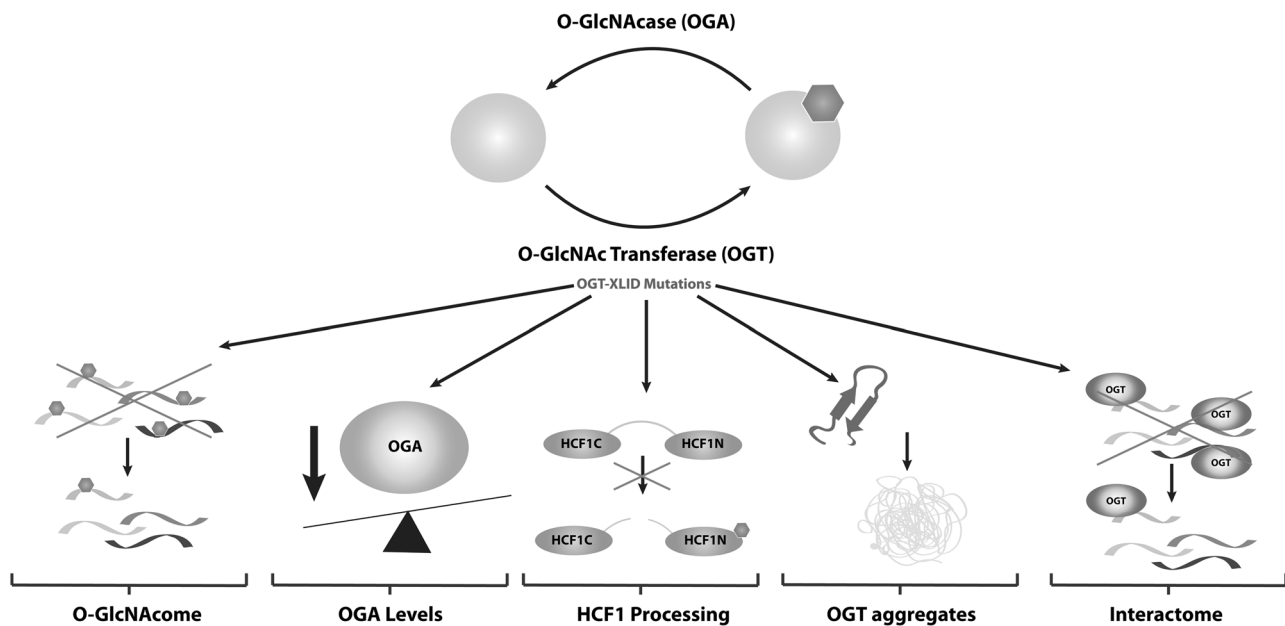 O-GlcNAcase (OGA)
O-GlcNAc Transferase (OGT)
OGT-XLID Mutations
OGA
HCF1C
HCF1N
HCF1C
HCF1N
OGT
OGT
OGT
OGT
O-GlcNAcome
OGA Levels
HCF1 Processing
OGT aggregates
Interactome